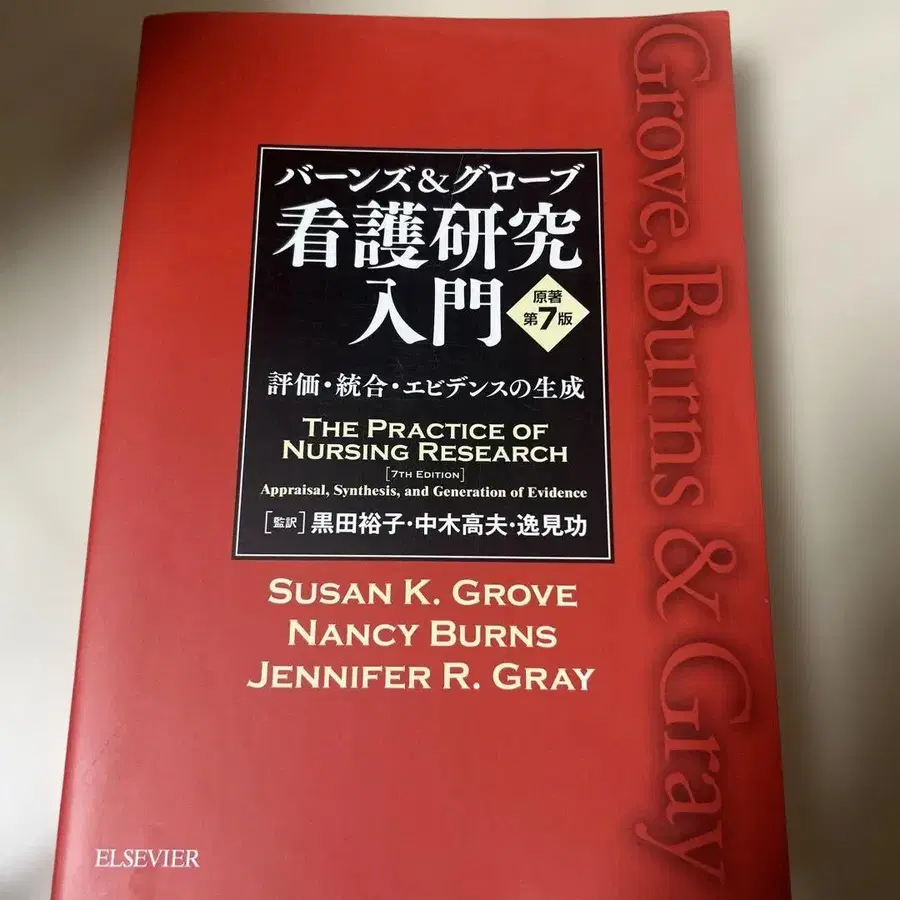 バーンズ&グローブ
看護研究
入門
原著
第7版
評価・統合・エビデンスの生成
THE PRACTICE OF
NURSING RESEARCH
[7TH EDITION]
Appraisal, Synthesis, and Generation of Evidence
[監訳]黒田裕子・中木高夫・逸見功
SUSAN K. GROVE
NANCY BURNS
JENNIFER R. GRAY
ELSEVIER
Grove, Burns & Gray